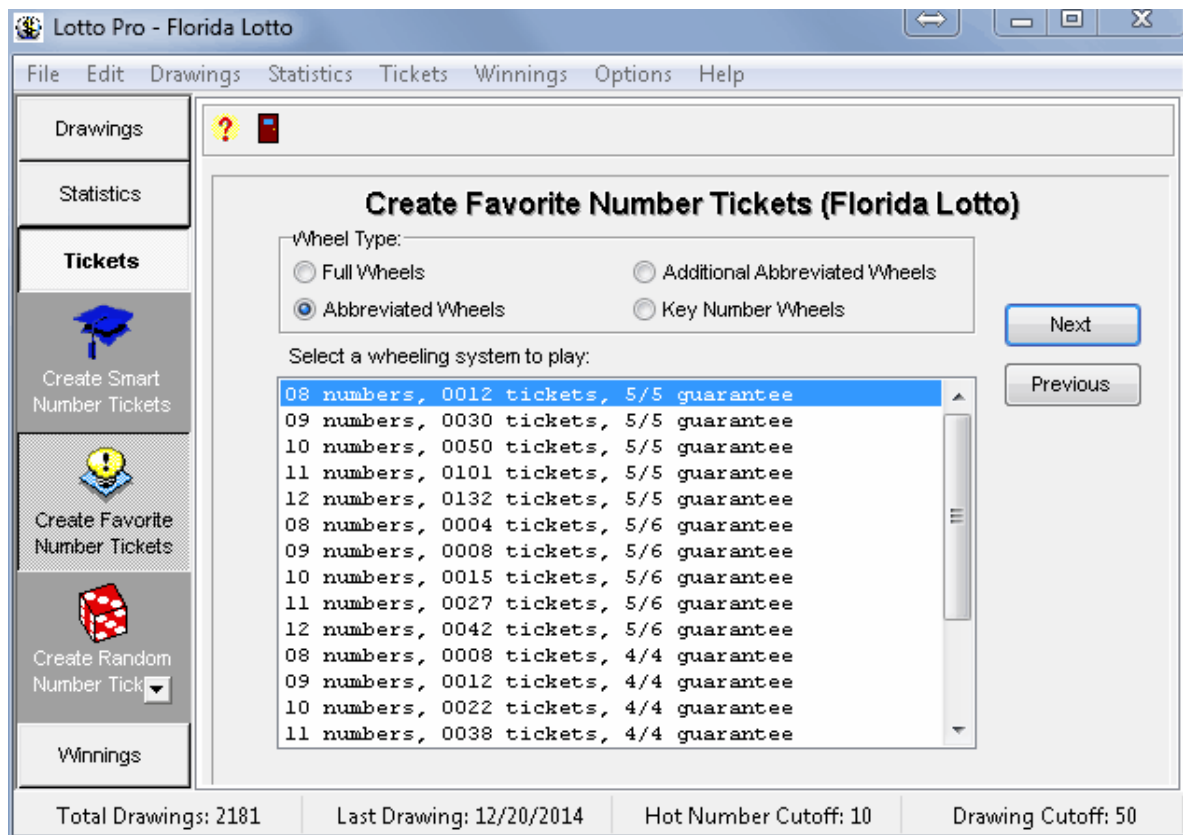 Lotto Pro - Florida Lotto
File Edit Drawings Statistics Tickets Winnings Options Help
Drawings
Statistics
Tickets
Create Smart
Number Tickets
Create Favorite
Number Tickets
Create Random
Number Tick
Winnings
Create Favorite Number Tickets (Florida Lotto)
Wheel Type:
Full Wheels
Additional Abbreviated Wheels
Abbreviated Wheels
Key Number Wheels
Select a wheeling system to play:
08 numbers, 0012 tickets, 5/5 guarantee
09 numbers, 0030 tickets, 5/5 guarantee
10 numbers, 0050 tickets, 5/5 guarantee
11 numbers, 0101 tickets, 5/5 guarantee
12 numbers, 0132 tickets, 5/5 guarantee
08 numbers, 0004 tickets, 5/6 guarantee
09 numbers, 0008 tickets, 5/6 guarantee
10 numbers, 0015 tickets, 5/6 guarantee
11 numbers, 0027 tickets, 5/6 guarantee
12 numbers, 0042 tickets, 5/6 guarantee
08 numbers, 0008 tickets, 4/4 guarantee
09 numbers, 0012 tickets, 4/4 guarantee
10 numbers, 0022 tickets, 4/4 guarantee
11 numbers, 0038 tickets, 4/4 guarantee
Next
Previous
Total Drawings: 2181
Last Drawing: 12/20/2014
Hot Number Cutoff: 10
Drawing Cutoff: 50